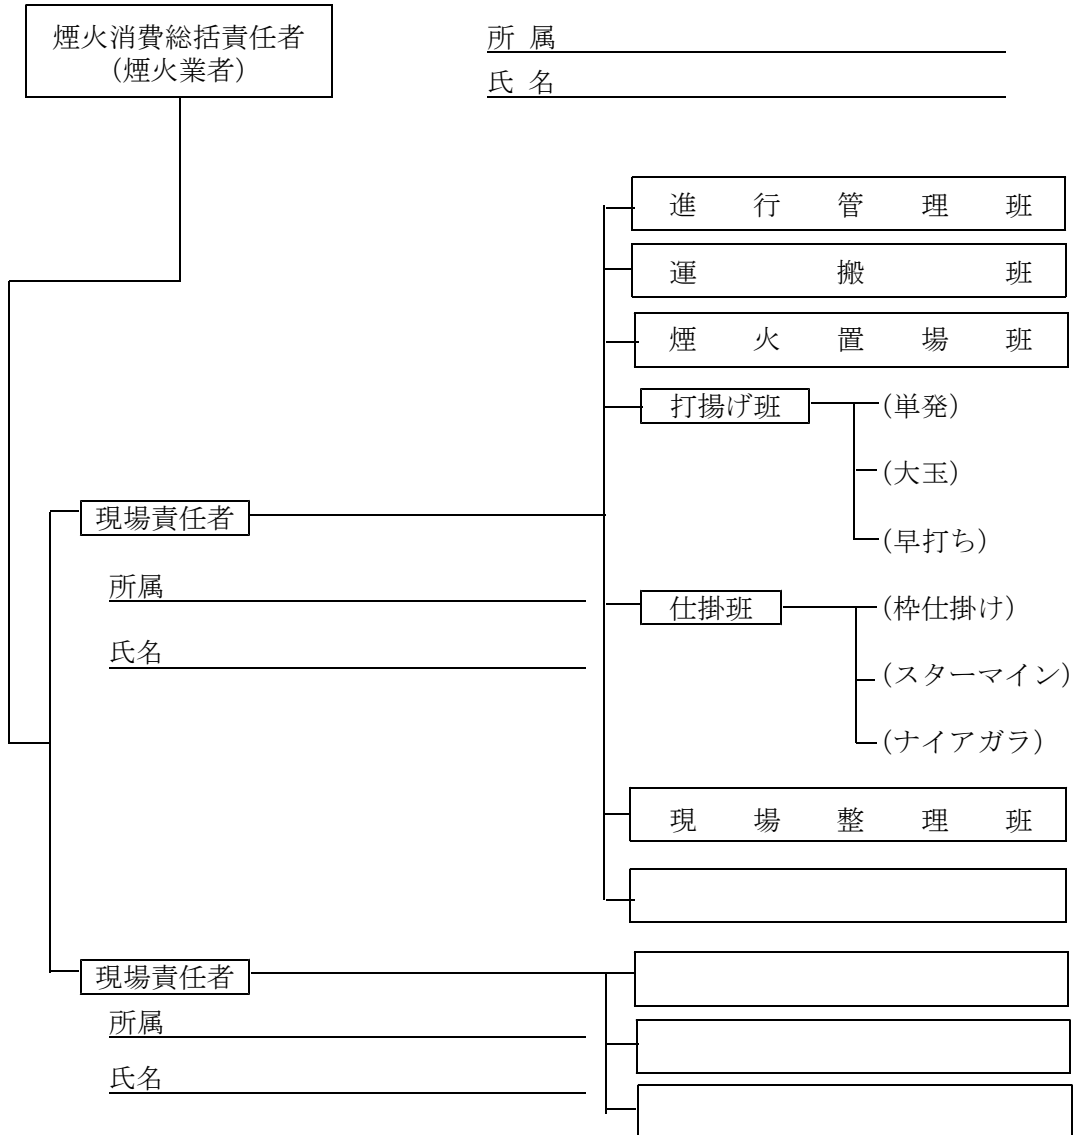 煙火消費総括責任者
(煙火業者)
所 属
氏 名
進 行 管 理 班
運 搬 班
煙 火 置 場 班
打揚げ班
(単発)
(大玉)
(早打ち)
現場責任者
所属
氏名
仕掛班
(枠仕掛け)
(スターマイン)
(ナイアガラ)
現 場 整 理 班
現場責任者
所属
氏名